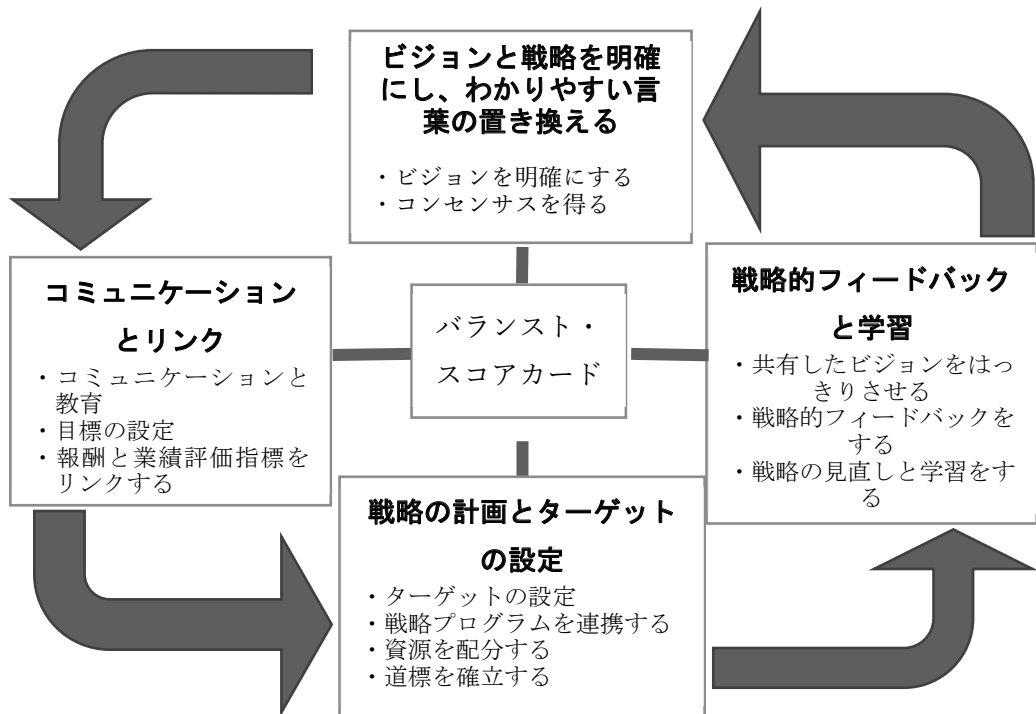 ビジョンと戦略を明確
にし、わかりやすい言
葉の置き換える
・ビジョンを明確にする
・コンセンサスを得る
コミュニケーション
とリンク
・コミュニケーションと
教育
・目標の設定
・報酬と業績評価指標を
リンクする
バランスト・
スコアカード
戦略的フィードバック
と学習
・共有したビジョンをはっ
きりさせる
・戦略的フィードバックを
する
・戦略の見直しと学習をす
る
戦略の計画とターゲット
の設定
・ターゲットの設定
・戦略プログラムを連携する
・資源を配分する
・道標を確立する